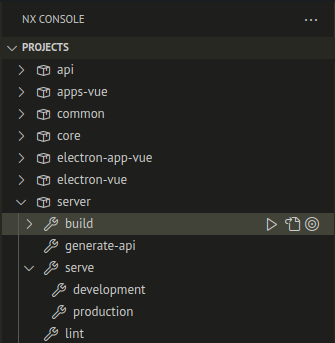 NX CONSOLE
PROJECTS
api
apps-vue
common
core
electron-app-vue
electron-vue
server
build
generate-api
serve
development
production
lint